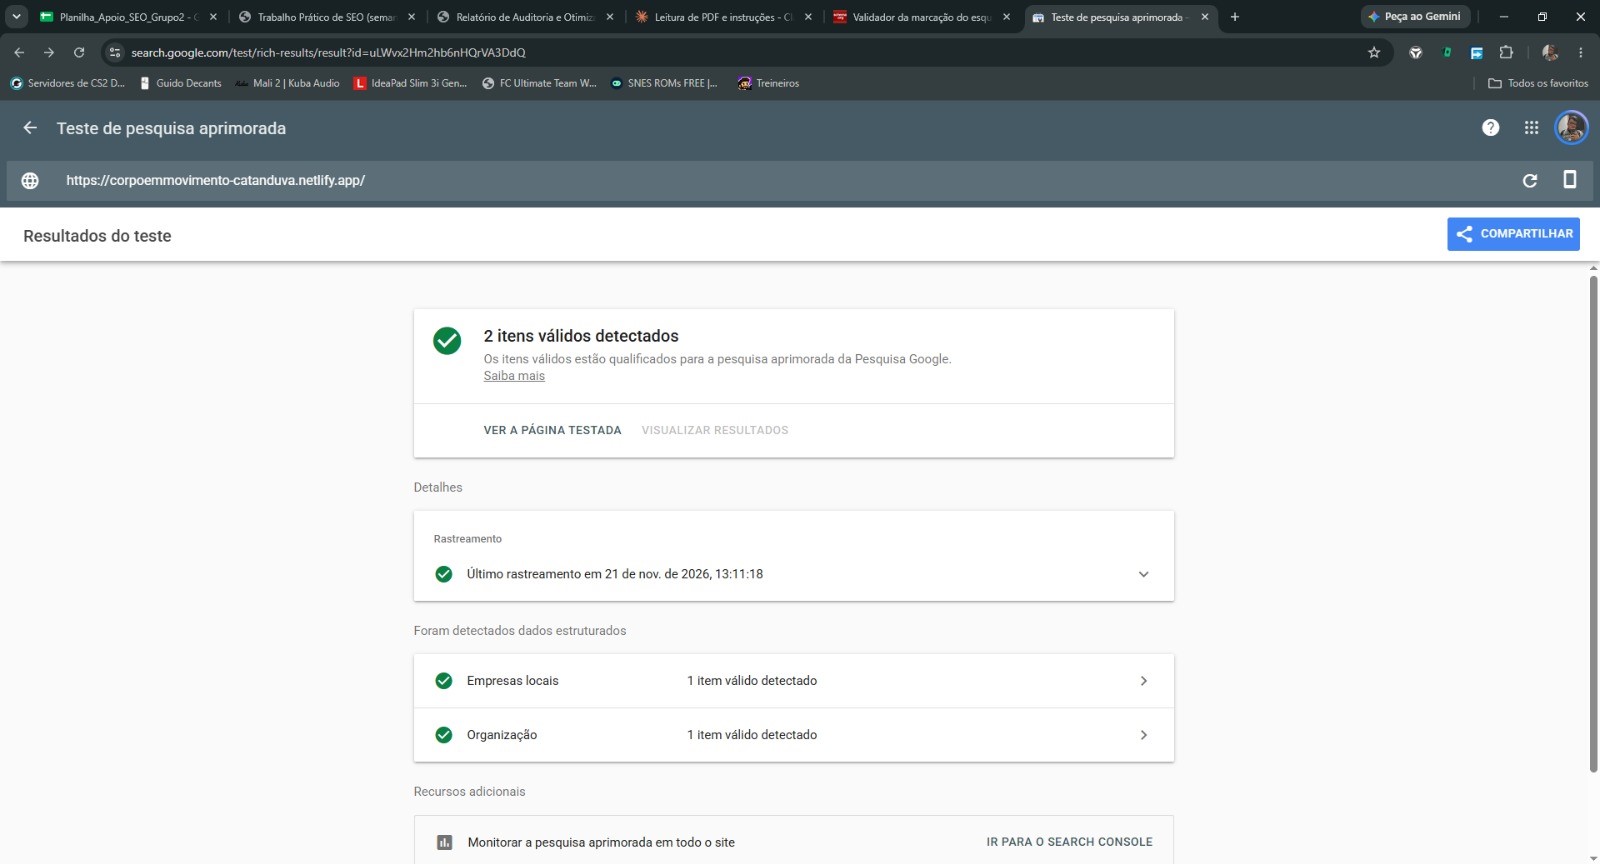 Planilha_Apoio_SEO_Grupo2 - G
Trabalho Prático de SEO (semar
Relatório de Auditoria e Otimiz
Leitura de PDF e instruções - Cl
Validador da marcação do esqu
Teste de pesquisa aprimorada -
Peça ao Gemini
search.google.com/test/rich-results/result?id=uLWvx2Hm2hb6nHQrVA3DdQ
Servidores de CS2 D...
Guido Decants
Mali 2 | Kuba Audio
IdeaPad Slim 3i Gen...
FC Ultimate Team W...
SNES ROMs FREE |...
Treineiros
Todos os favoritos
Teste de pesquisa aprimorada
https://corpoemmovimento-catanduva.netlify.app/
Resultados do teste
COMPARTILHAR
2 itens válidos detectados
Os itens válidos estão qualificados para a pesquisa aprimorada da Pesquisa Google.
Saiba mais
VER A PÁGINA TESTADA
VISUALIZAR RESULTADOS
Detalhes
Rastreamento
Último rastreamento em 21 de nov. de 2026, 13:11:18
Foram detectados dados estruturados
Empresas locais
1 item válido detectado
Organização
1 item válido detectado
Recursos adicionais
Monitorar a pesquisa aprimorada em todo o site
IR PARA O SEARCH CONSOLE